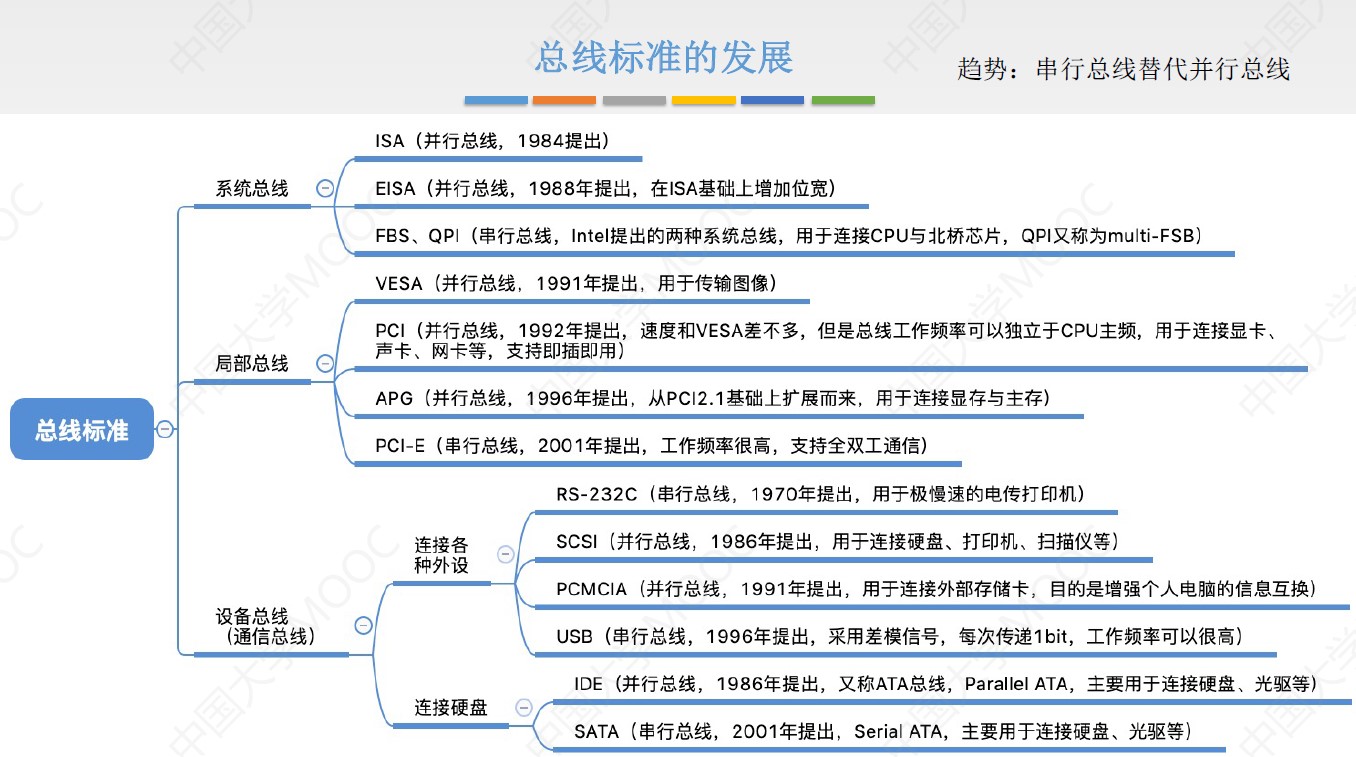 总线标准的发展
趋势：串行总线替代并行总线
总线标准
系统总线
ISA（并行总线，1984提出）
EISA（并行总线，1988年提出，在ISA基础上增加位宽）
FBS、QPI（串行总线，Intel提出的两种系统总线，用于连接CPU与北桥芯片，QPI又称为multi-FSB）
局部总线
VESA（并行总线，1991年提出，用于传输图像）
PCI（并行总线，1992年提出，速度和VESA差不多，但是总线工作频率可以独立于CPU主频，用于连接显卡、
声卡、网卡等，支持即插即用）
APG（并行总线，1996年提出，从PCI2.1基础上扩展而来，用于连接显存与主存）
PCI-E（串行总线，2001年提出，工作频率很高，支持全双工通信）
设备总线
（通信总线）
连接各
种外设
RS-232C（串行总线，1970年提出，用于极慢速的电传打印机）
SCSI（并行总线，1986年提出，用于连接硬盘、打印机、扫描仪等）
PCMCIA（并行总线，1991年提出，用于连接外部存储卡，目的是增强个人电脑的信息互换）
USB（串行总线，1996年提出，采用差模信号，每次传递1bit，工作频率可以很高）
连接硬盘
IDE（并行总线，1986年提出，又称ATA总线，Parallel ATA，主要用于连接硬盘、光驱等）
SATA（串行总线，2001年提出，Serial ATA，主要用于连接硬盘、光驱等）
中国大学MOOC